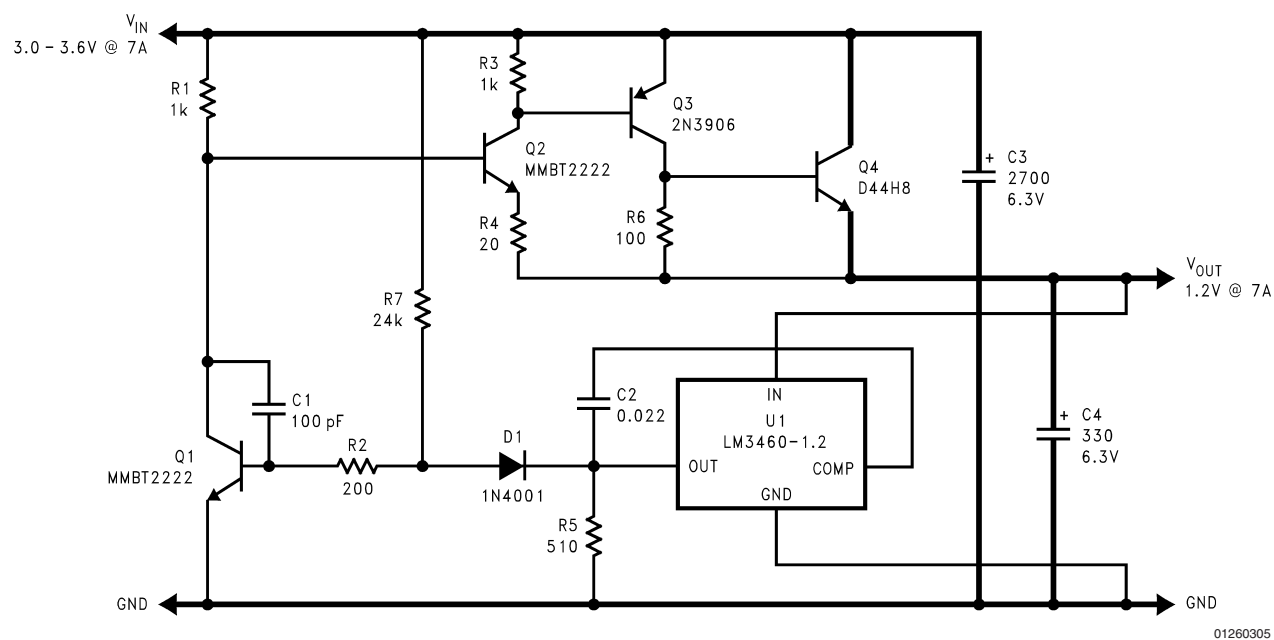 VIN
3.0 – 3.6V @ 7A
R1
1k
R3
1k
Q3
2N3906
Q2
MMBT2222
Q4
D44H8
C3
+
2700
6.3V
R4
20
R6
100
VOUT
1.2V @ 7A
R7
24k
C1
100 pF
C2
0.022
IN
U1
LM3460-1.2
OUT
COMP
GND
+
C4
330
6.3V
Q1
MMBT2222
R2
200
D1
1N4001
R5
510
GND
GND
01260305